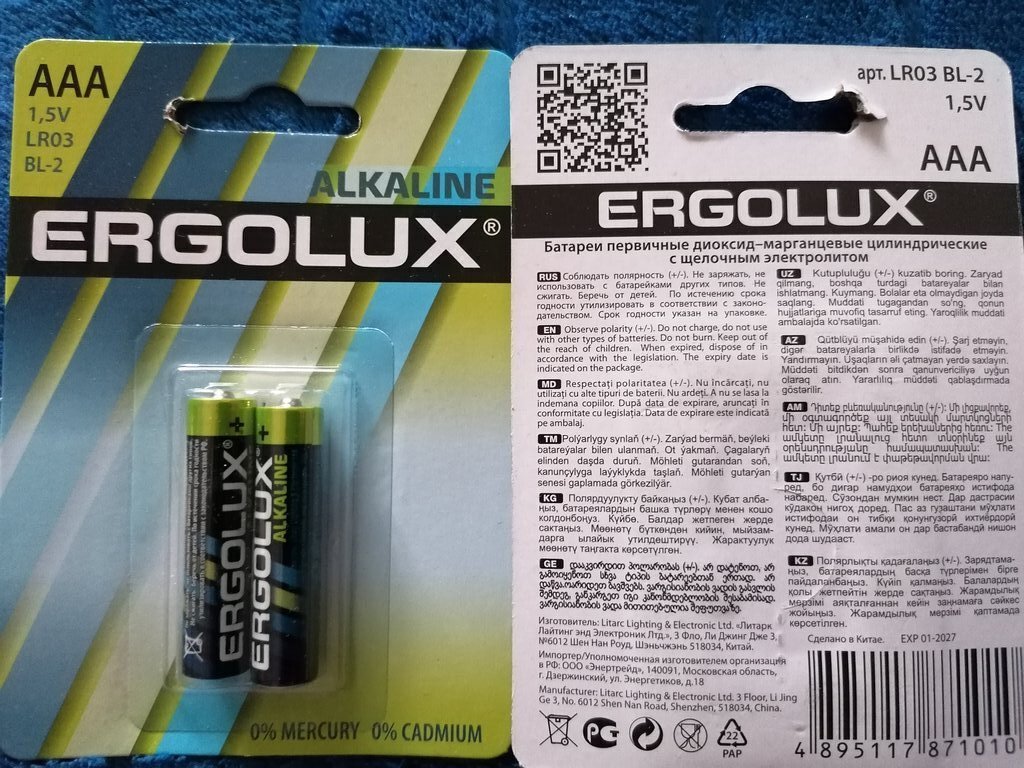 AAA
1,5V
LR03
BL-2
ALKALINE
ERGOLUX®
ERGOLUX®
ERGOLUX
ALKALINE
0% MERCURY 0% CADMIUM
арт. LR03 BL-2
1,5V
AAA
ERGOLUX®
Батареи первичные диоксид–марганцевые цилиндрические
с щелочным электролитом
RUS Соблюдать полярность (+/-). Не заряжать, не
использовать с батарейками других типов. Не
сжигать. Беречь от детей. По истечении срока
годности утилизировать в соответствии с законо-
дательством. Срок годности указан на упаковке.
EN Observe polarity (+/-). Do not charge, do not use
with other types of batteries. Do not burn. Keep out of
the reach of children. When expired, dispose of in
accordance with the legislation. The expiry date is
indicated on the package.
MD Respectați polaritatea (+/-). Nu încărcați, nu
utilizați cu alte tipuri de baterii. Nu ardeți. A nu se lasa la
indemana copiilor. După data de expirare, aruncați în
conformitate cu legislația. Data de expirare este indicată
pe ambalaj.
TM Polýarlygy synlaň (+/-). Zarýad bermäň, beýleki
batareýalar bilen ulanmaň. Ot ýakmaň. Çagalaryň
elinden daşda duruň. Möhleti gutarandan soň,
kanunçylyga laýyklykda taşlaň. Möhleti gutarýan
senesi gaplamada görkezilýär.
KG Полярдуулукту байкаңыз (+/-). Кубат алба-
ңыз, батареялардын башка түрлөрү менен кошо
колдонбоңуз. Күйбө. Балдар жетпеген жерде
сактаңыз. Мөөнөтү бүткөндөн кийин, мыйзам-
дарга ылайык утилдештирүү. Жарактуулук
мөөнөтү таңгакта көрсөтүлгөн.
GE დააკვირდით პოლარობას (+/-). არ დატენოთ, არ
გამოიყენოთ სხვა ტიპის ბატარეებთან ერთად. არ
დაწვა.
Изготовитель: Litarc Lighting & Electronic Ltd. «Литарк
Лайтинг энд Электроник Лтд.», 3 Фло, Ли Джинг Дже 3,
№6012 Шен Нан Роуд, Шэньчжэнь 518034, Китай.
Импортер/Уполномоченная изготовителем организация
в РФ: ООО «Энертрейд», 140091, Московская область,
г. Дзержинский, ул. Энергетиков, д.18
Manufacturer: Litarc Lighting & Electronic Ltd. 3 Floor, Li Jing
Ge 3, No. 6012 Shen Nan Road, Shenzhen, 518034, China.
22
PAP
UZ Kutupluluğu (+/-) kuzatib boring. Zaryad
qilmang, boshqa turdagi batareyalar bilan
ishlatmang. Kuymang. Bolalar eta olmaydigan joyda
saqlang. Muddati tugagandan so'ng, qonun
hujjatlariga muvofiq tasarruf eting. Yaroqlilik muddati
ambalajda ko'rsatilgan.
AZ Qütblüyü müşahidə edin (+/-). Şarj etməyin,
digər batareyalarla birlikdə istifadə etməyin.
Yandırmayın. Uşaqların əli çatmayan yerdə saxlayın.
Müddəti bitdikdən sonra qanunvericiliyə uyğun
olaraq atın. Yararlılıq müddəti qablaşdırmada
göstərilir.
AM
TJ Қутбӣ (+/-) -ро риоя кунед. Батареяро напу-
ред, бо дигар намудҳои батареяҳо истифода
набаред. Сӯзондан мумкин нест. Дар дастраси
кӯдакон нигоҳ доред. Пас аз гузаштани мӯҳлати
истифодаи он тибқи қонунгузорӣ ихтиёрдорӣ
кунед. Мӯҳлати амали он дар бастабандӣ нишон
дода шудааст.
KZ Полярлықты қадағалаңыз (+/-). Зарядтама-
ңыз, батареялардың басқа түрлерімен бірге
пайдаланбаңыз. Күйіп қалмаңыз. Балалардың
қолы жетпейтін жерде сақтаңыз. Жарамдылық
мерзімі аяқталғаннан кейін заңнамаға сәйкес
жойыңыз. Жарамдылық мерзімі қаптамада
көрсетілген.
Сделано в Китае. EXP 01-2027
4 895117 871010